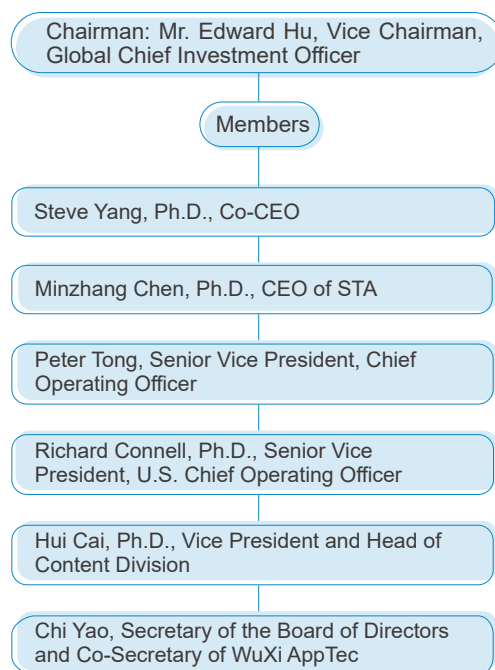 Chairman: Mr. Edward Hu, Vice Chairman,
Global Chief Investment Officer
Members
Steve Yang, Ph.D., Co-CEO
Minzhang Chen, Ph.D., CEO of STA
Peter Tong, Senior Vice President, Chief
Operating Officer
Richard Connell, Ph.D., Senior Vice
President, U.S. Chief Operating Officer
Hui Cai, Ph.D., Vice President and Head of
Content Division
Chi Yao, Secretary of the Board of Directors
and Co-Secretary of WuXi AppTec